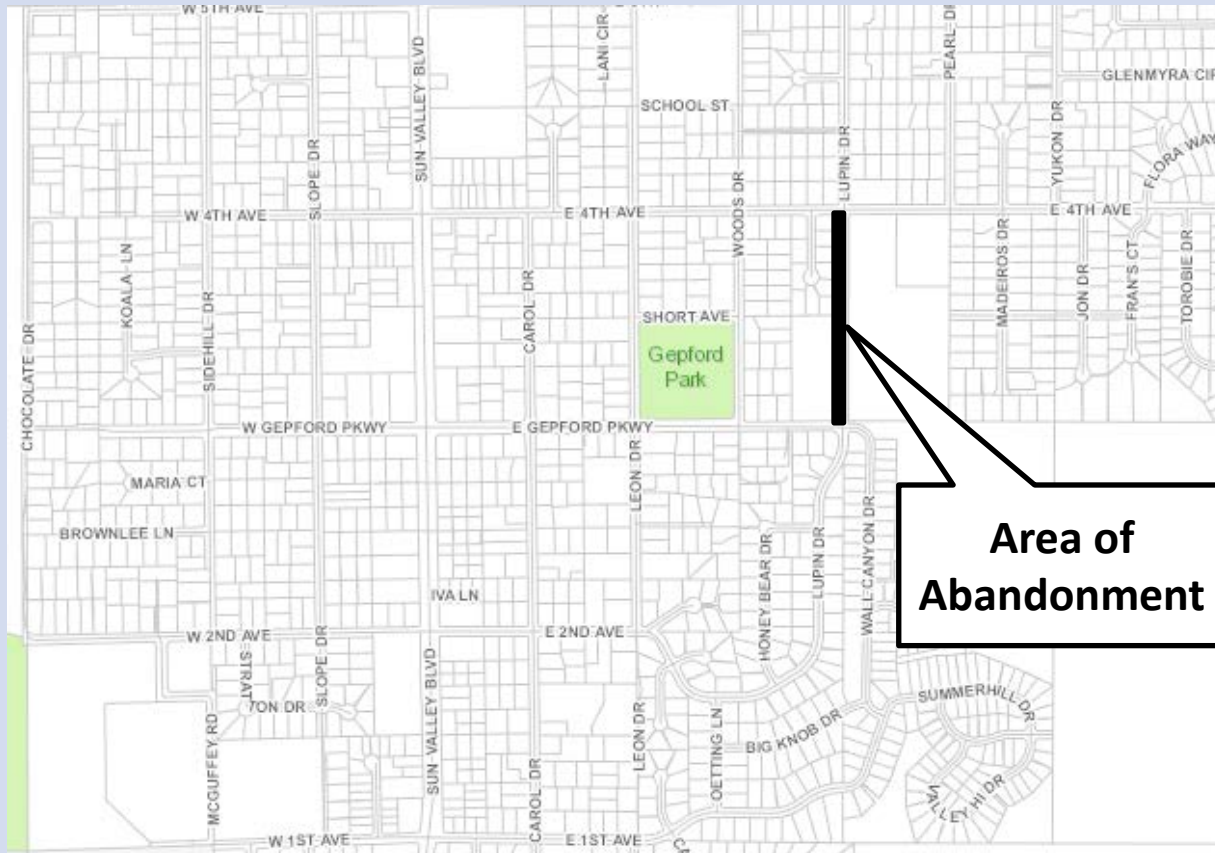 W 5TH AVE
LANI CIR
PEARL DR
SUN VALLEY BLVD
GLENMYRA CIR
SCHOOL ST
SLOPE DR
LUPIN DR
YUKON DR
FLORA WAY
W 4TH AVE
E 4TH AVE
WOODS DR
E 4TH AVE
KOALA LN
SIDEHILL DR
CAROL DR
MADEIROS DR
JON DR
FRAN'S CT
TOROBIE DR
CHOCOLATE DR
SHORT AVE
Gepford
Park
W GEPFORD PKWY
E GEPFORD PKWY
MARIA CT
LEON DR
BROWNLEE LN
HONEY BEAR DR
LUPIN DR
WALL CANYON DR
Area of
Abandonment
IVA LN
W 2ND AVE
E 2ND AVE
STRAT
TON DR
SLOPE DR
SUN VALLEY BLVD
MCGUFFEY RD
CAROL DR
LEON DR
OETTING LN
BIG KNOB DR
SUMMERHILL DR
VALLEY HI DR
W 1ST AVE
E 1ST AVE